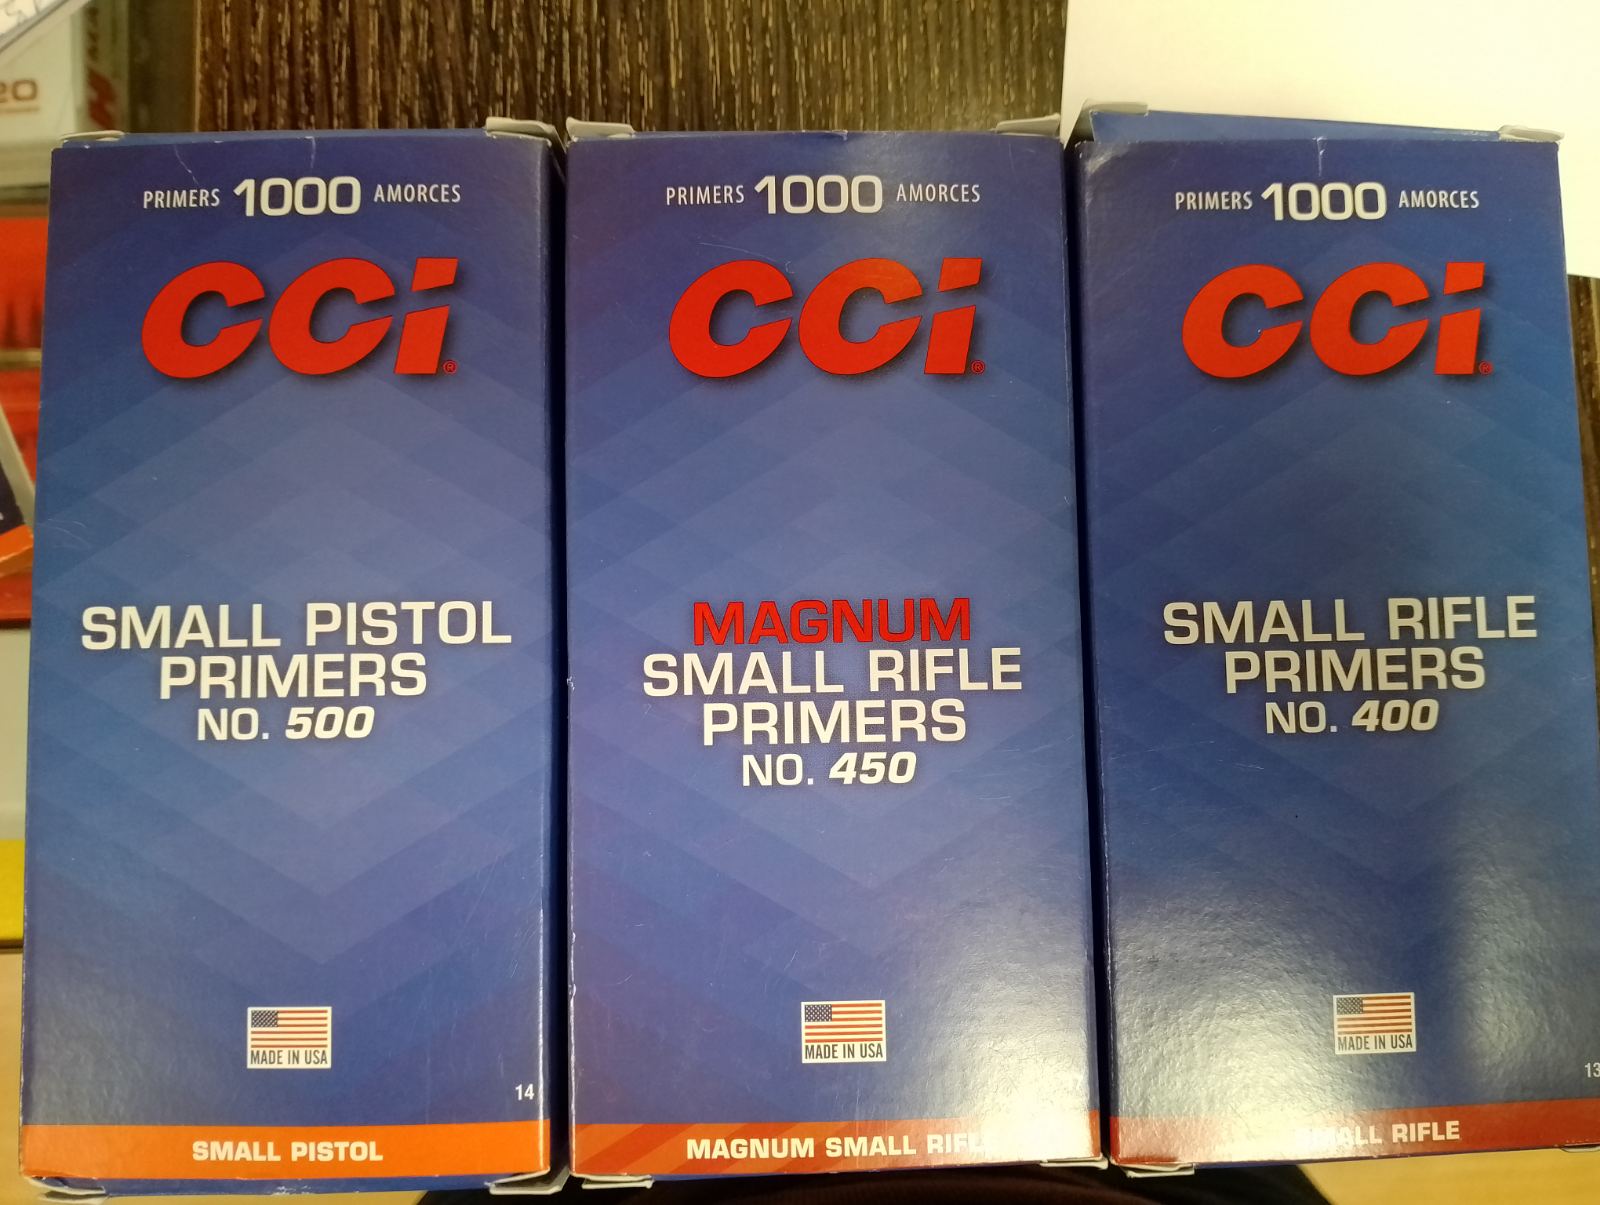 PRIMERS 1000 AMORCES
CCI®
SMALL PISTOL
PRIMERS
NO. 500
MADE IN USA
14
SMALL PISTOL
PRIMERS 1000 AMORCES
CCI®
MAGNUM
SMALL RIFLE
PRIMERS
NO. 450
MADE IN USA
MAGNUM SMALL RIFLE
PRIMERS 1000 AMORCES
CCI®
SMALL RIFLE
PRIMERS
NO. 400
MADE IN USA
13
SMALL RIFLE